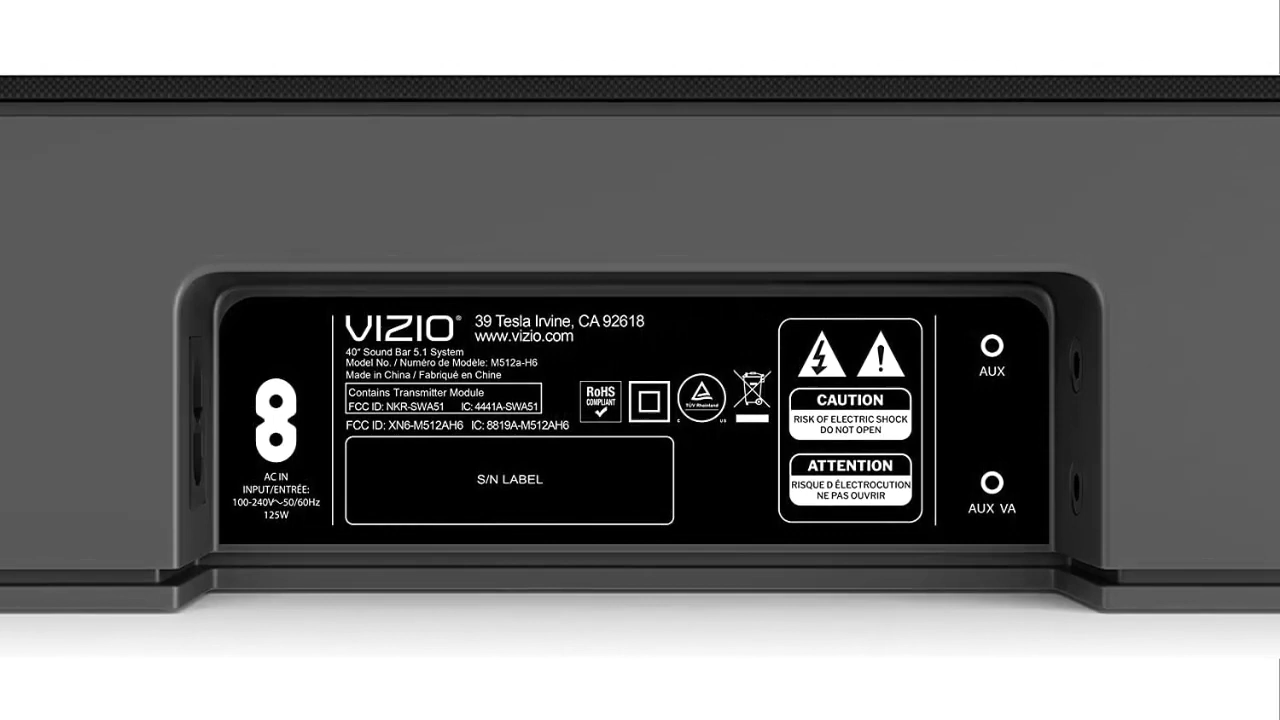 VIZIO®
39 Tesla Irvine, CA 92618
www.vizio.com
40" Sound Bar 5.1 System
Model No. / Numéro de Modèle: M512a-H6
Made in China / Fabriqué en Chine
Contains Transmitter Module
FCC ID: NKR-SWA51 IC: 4441A-SWA51
FCC ID: XN6-M512AH6 IC: 8819A-M512AH6
S/N LABEL
AC IN
INPUT/ENTRÉE:
100-240V~50/60Hz
125W
RoHS
COMPLIANT
TÜV Rheinland
C US
CAUTION
RISK OF ELECTRIC SHOCK
DO NOT OPEN
ATTENTION
RISQUE D ÉLECTROCUTION
NE PAS OUVRIR
AUX
AUX VA